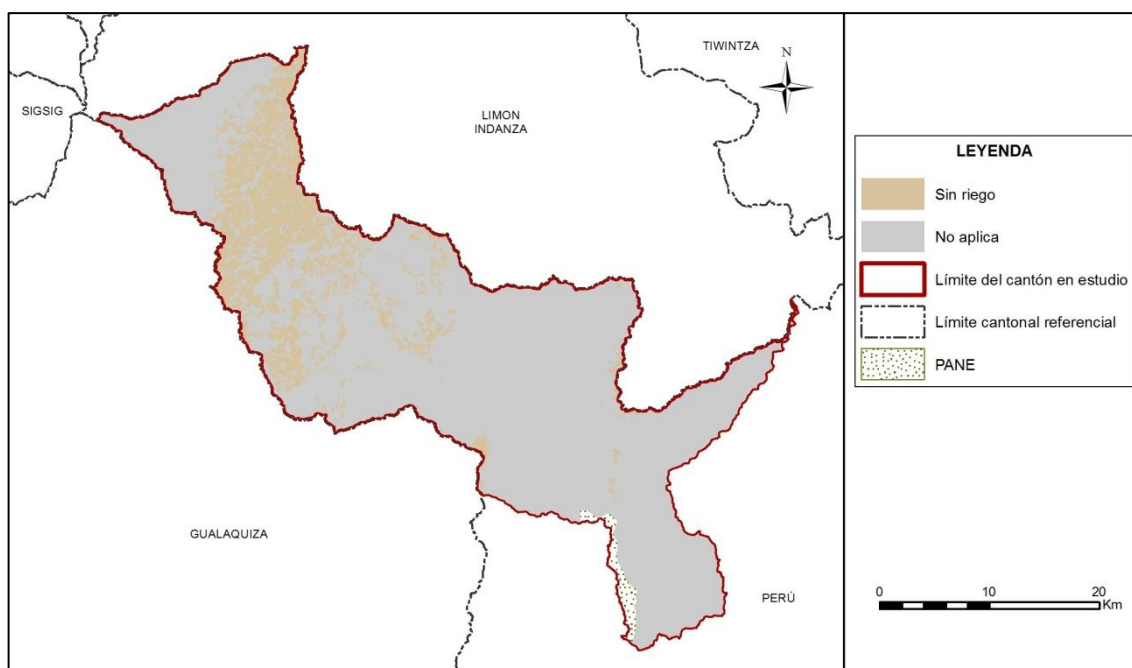 TIWINTZA
N
SIGSIG
LIMON
INDANZA
GUALAQUIZA
PERÚ
LEYENDA
Sin riego
No aplica
Límite del cantón en estudio
Límite cantonal referencial
PANE
0 10 20
Km